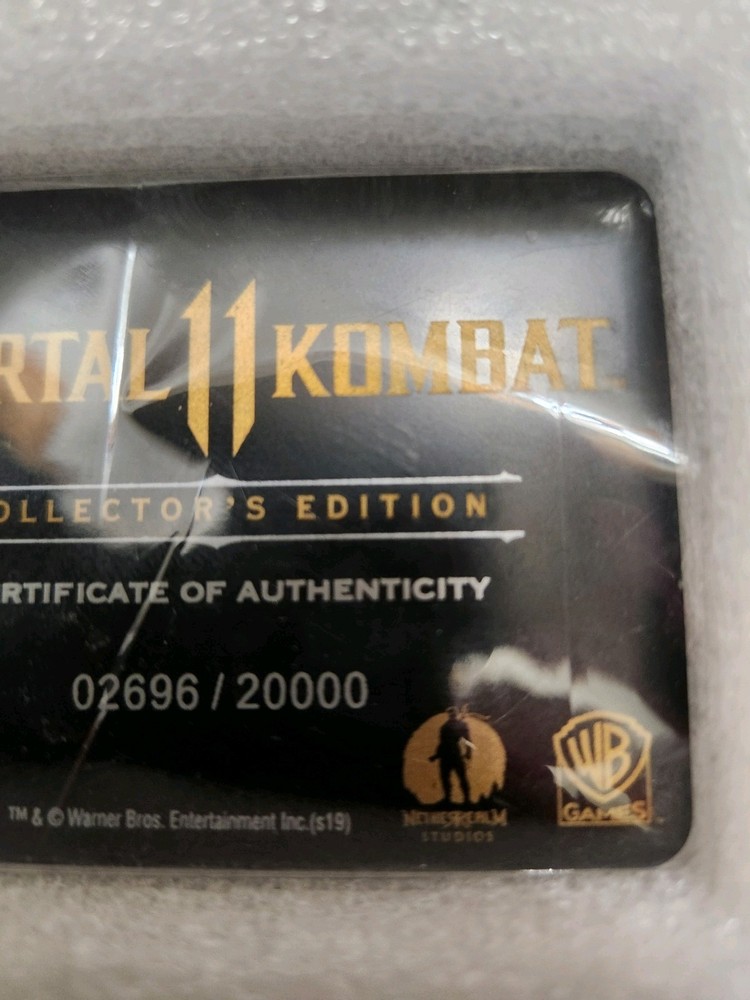 RTAL 11 KOMBAT™
OLLECTOR'S EDITION
RTIFICATE OF AUTHENTICITY
02696 / 20000
™ & © Warner Bros. Entertainment Inc.(s19)
NETHERREALM
STUDIOS
WB
GAMES